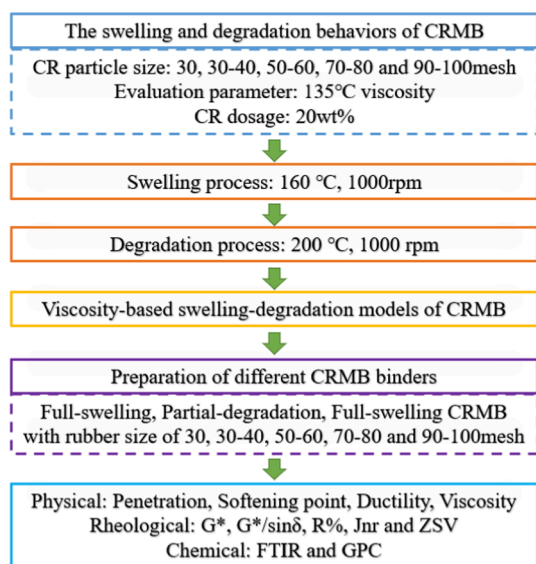 The swelling and degradation behaviors of CRMB
CR particle size: 30, 30-40, 50-60, 70-80 and 90-100mesh
Evaluation parameter: 135℃ viscosity
CR dosage: 20wt%
Swelling process: 160 ℃, 1000rpm
Degradation process: 200 ℃, 1000 rpm
Viscosity-based swelling-degradation models of CRMB
Preparation of different CRMB binders
Full-swelling, Partial-degradation, Full-swelling CRMB
with rubber size of 30, 30-40, 50-60, 70-80 and 90-100mesh
Physical: Penetration, Softening point, Ductility, Viscosity
Rheological: G*, G*/sinδ, R%, Jnr and ZSV
Chemical: FTIR and GPC